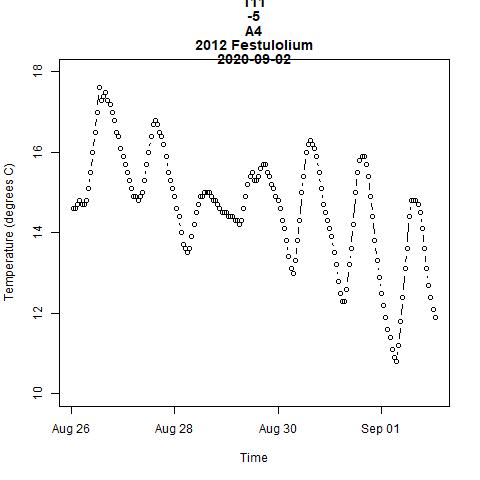 111
-5
A4
2012 Festulolium
2020-09-02
18
16
14
12
10
Temperature (degrees C)
Aug 26
Aug 28
Aug 30
Sep 01
Time